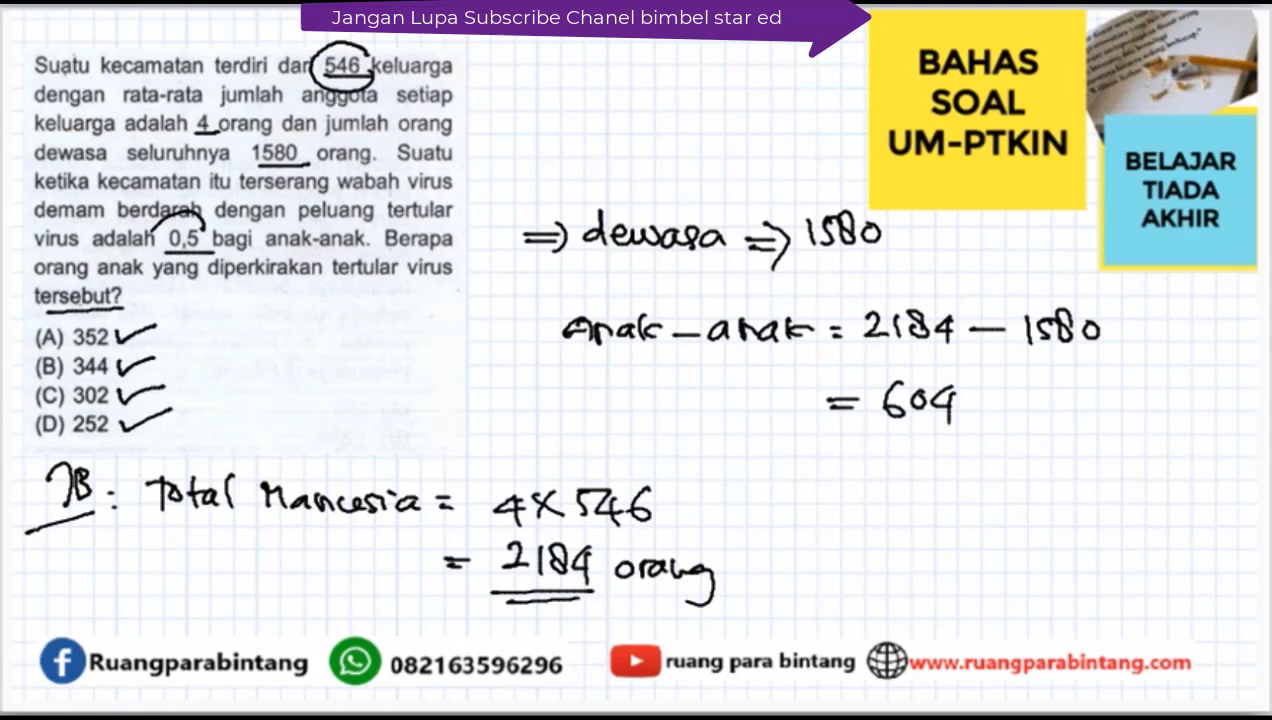 Jangan Lupa Subscribe Chanel bimbel star ed
Suatu kecamatan terdiri dari 546 keluarga
dengan rata-rata jumlah anggota setiap
keluarga adalah 4 orang dan jumlah orang
dewasa seluruhnya 1580 orang. Suatu
ketika kecamatan itu terserang wabah virus
demam berdarah dengan peluang tertular
virus adalah 0,5 bagi anak-anak. Berapa
orang anak yang diperkirakan tertular virus
tersebut?
(A) 352
(B) 344
(C) 302
(D) 252
JB : Total Manusia = 4 X 546
= 2184 orang
=> dewasa => 1580
Anak - anak = 2184 - 1580
= 604
BAHAS
SOAL
UM-PTKIN
BELAJAR
TIADA
AKHIR
Ruangparabintang
082163596296
ruang para bintang
www.ruangparabintang.com